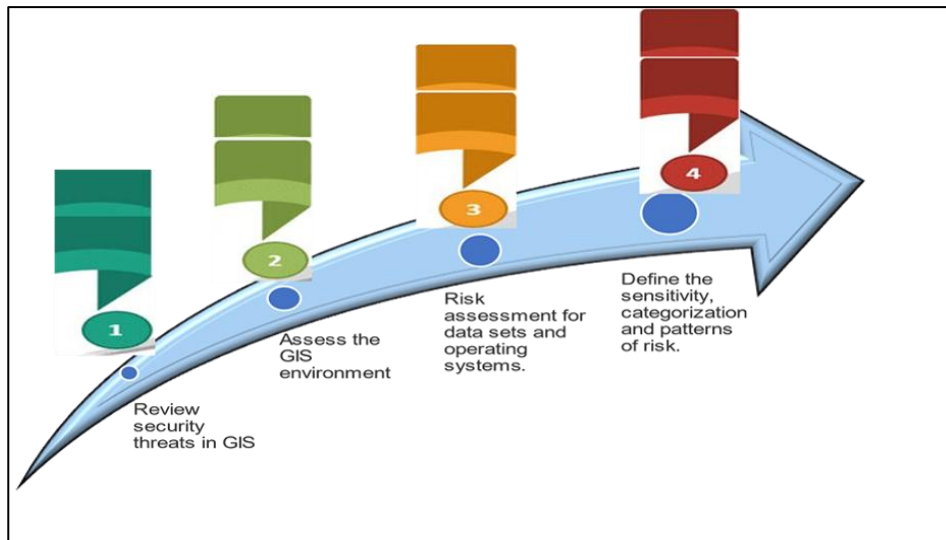 1
Review
security
threats in GIS
2
Assess the
GIS
environment
3
Risk
assessment for
data sets and
operating
systems.
4
Define the
sensitivity,
categorization
and patterns
of risk.